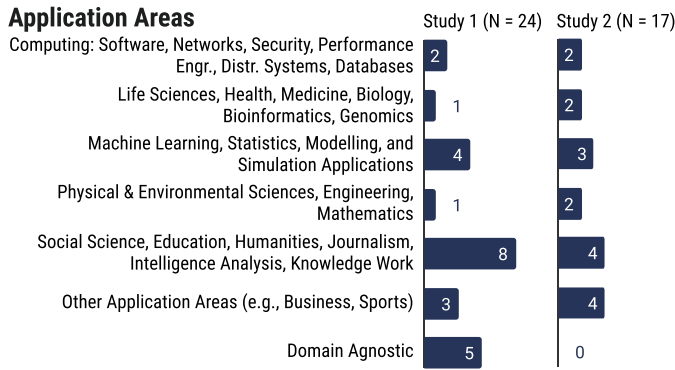 Application Areas
Study 1 (N = 24)
Study 2 (N = 17)
Computing: Software, Networks, Security, Performance
Engr., Distr. Systems, Databases
2
2
Life Sciences, Health, Medicine, Biology,
Bioinformatics, Genomics
1
2
Machine Learning, Statistics, Modelling, and
Simulation Applications
4
3
Physical & Environmental Sciences, Engineering,
Mathematics
1
2
Social Science, Education, Humanities, Journalism,
Intelligence Analysis, Knowledge Work
8
4
Other Application Areas (e.g., Business, Sports)
3
4
Domain Agnostic
5
0